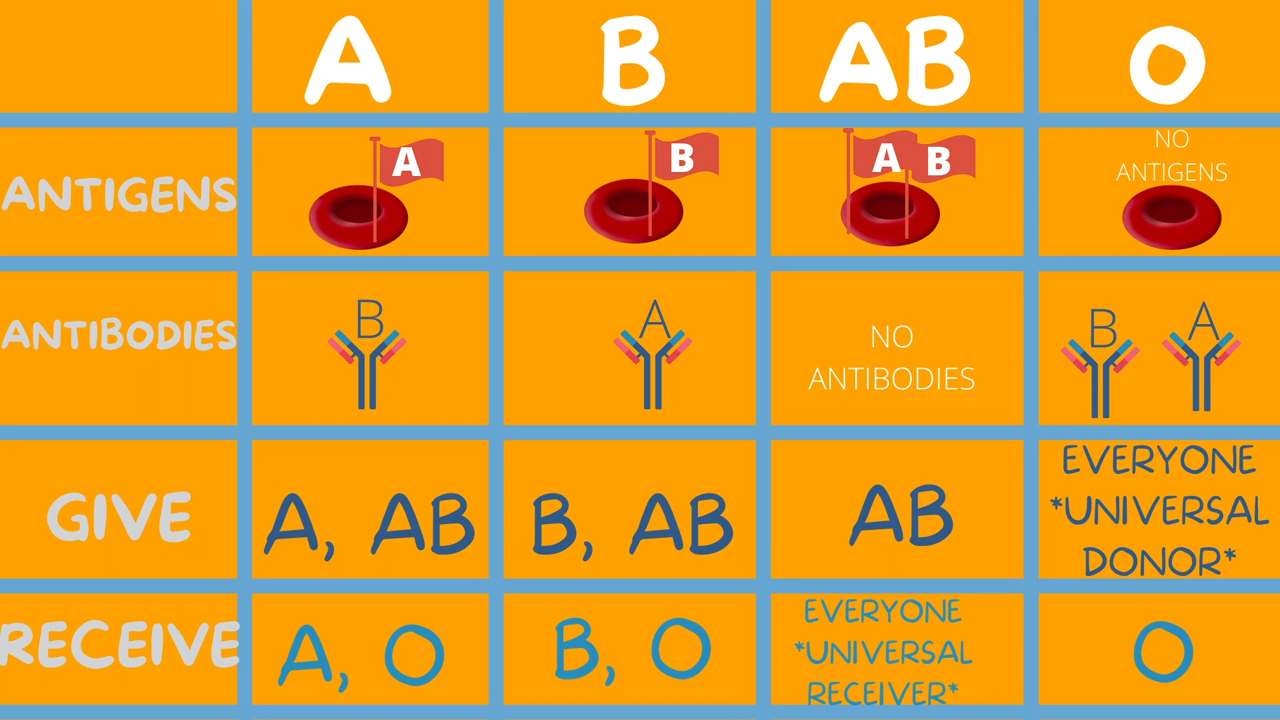 A B AB O
ANTIGENS A B A B NO
ANTIGENS
ANTIBODIES B A NO
ANTIBODIES B A
GIVE A, AB B, AB AB EVERYONE
*UNIVERSAL
DONOR*
RECEIVE A, O B, O EVERYONE
*UNIVERSAL
RECEIVER* O